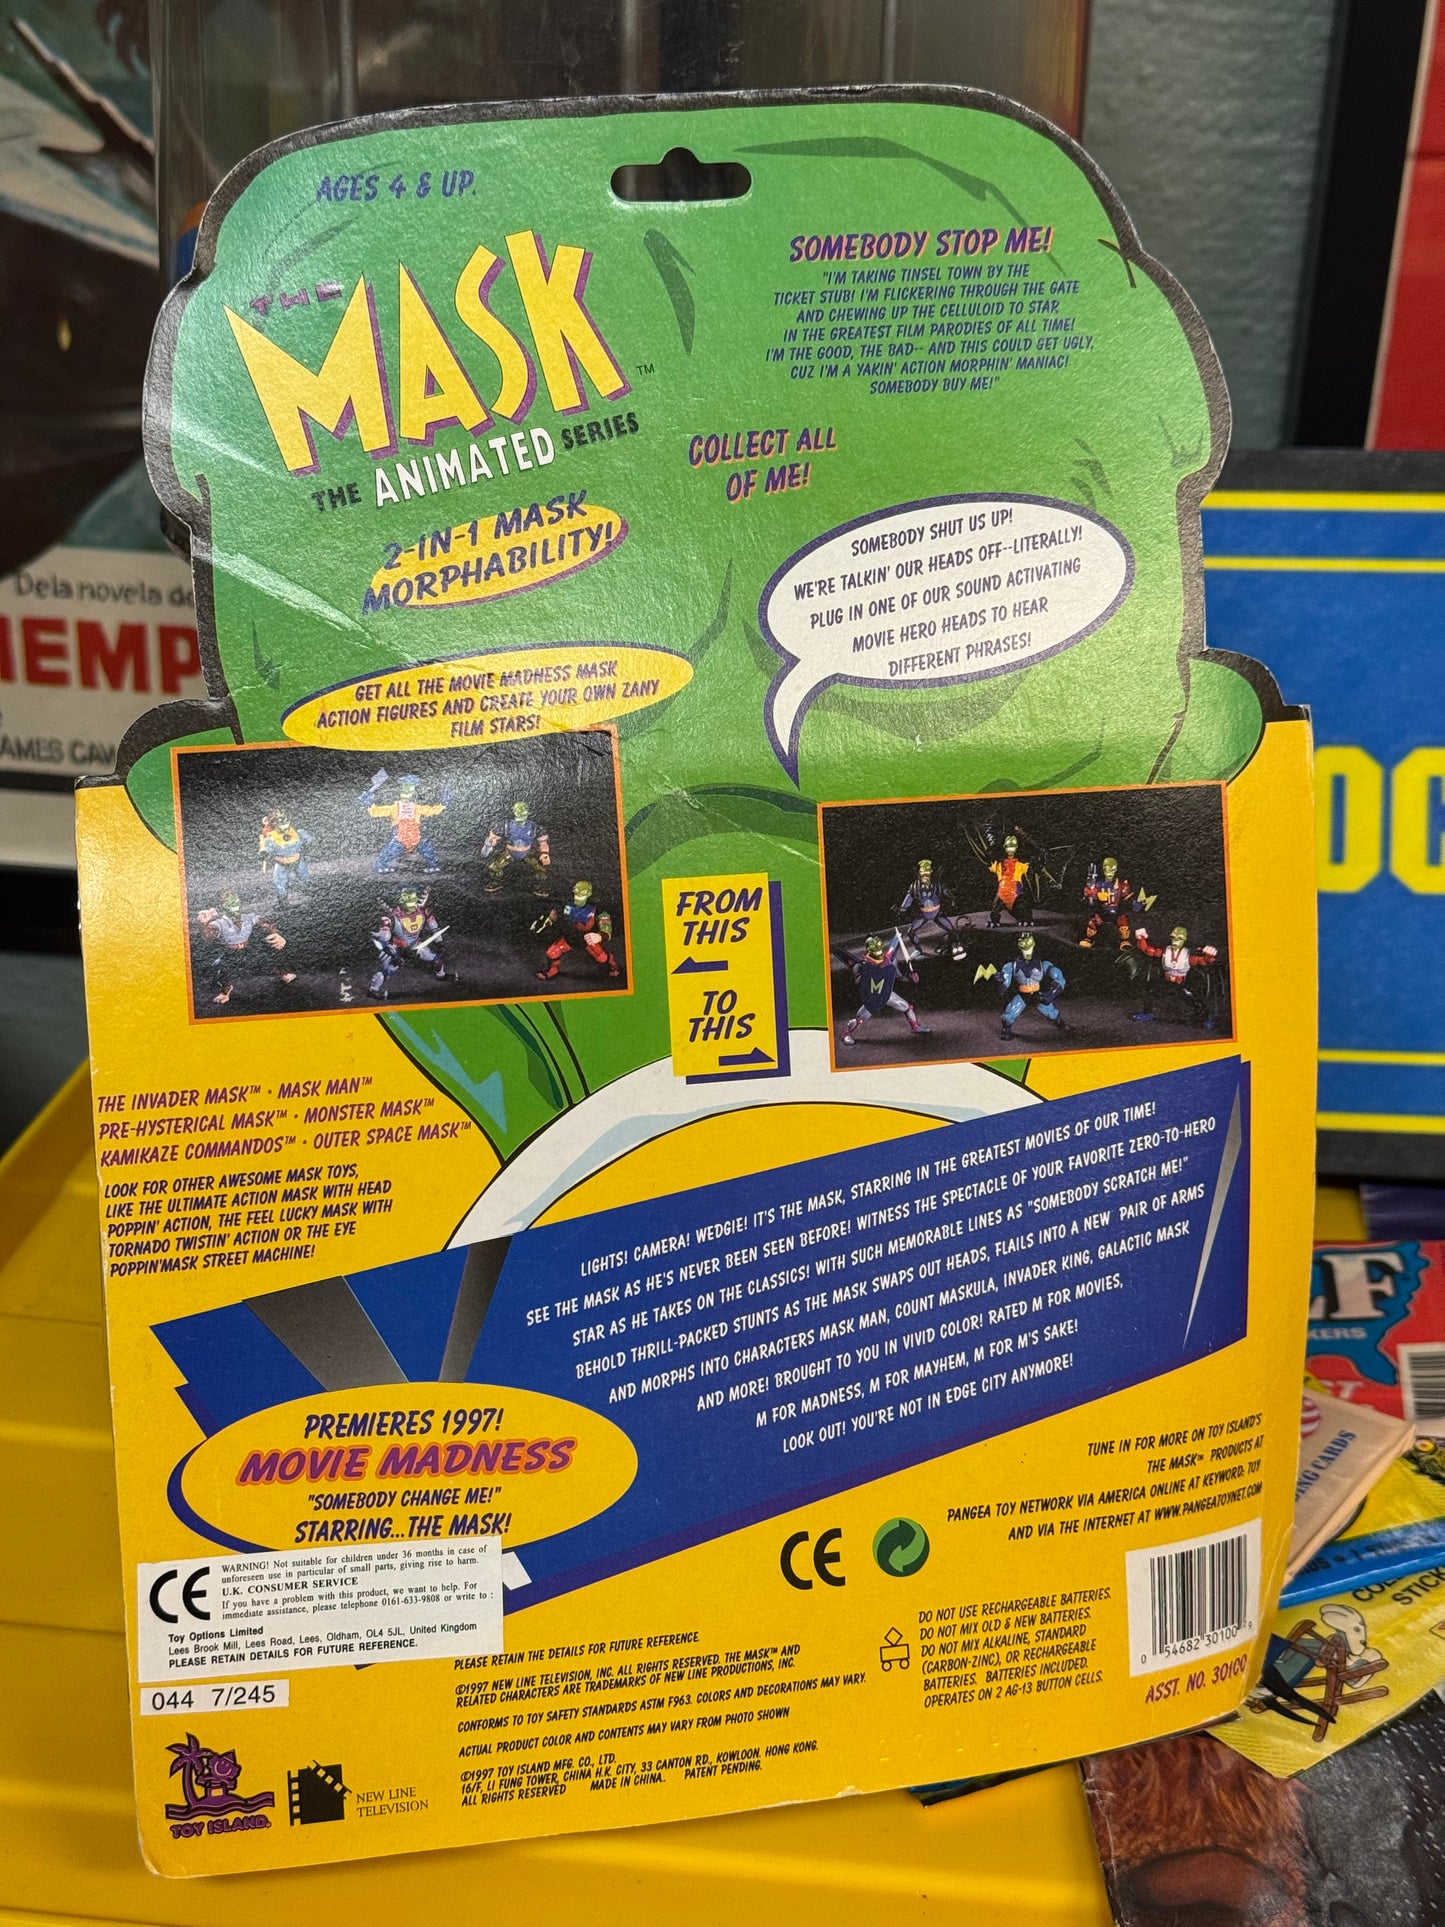 AGES 4 & UP.
THE
MASK™
THE ANIMATED SERIES
2-IN-1 MASK
MORPHABILITY!
SOMEBODY STOP ME!
"I'M TAKING TINSEL TOWN BY THE
TICKET STUB! I'M FLICKERING THROUGH THE GATE
AND CHEWING UP THE CELLULOID TO STAR
IN THE GREATEST FILM PARODIES OF ALL TIME!
I'M THE GOOD, THE BAD-- AND THIS COULD GET UGLY,
CUZ I'M A YAKIN' ACTION MORPHIN' MANIAC!
SOMEBODY BUY ME!"
COLLECT ALL
OF ME!
SOMEBODY SHUT US UP!
WE'RE TALKIN' OUR HEADS OFF--LITERALLY!
PLUG IN ONE OF OUR SOUND ACTIVATING
MOVIE HERO HEADS TO HEAR
DIFFERENT PHRASES!
GET ALL THE MOVIE MADNESS MASK
ACTION FIGURES AND CREATE YOUR OWN ZANY
FILM STARS!
FROM
THIS
TO
THIS
THE INVADER MASK™ • MASK MAN™
PRE-HYSTERICAL MASK™ • MONSTER MASK™
KAMIKAZE COMMANDOS™ • OUTER SPACE MASK™
LOOK FOR OTHER AWESOME MASK TOYS,
LIKE THE ULTIMATE ACTION MASK WITH HEAD
POPPIN' ACTION, THE FEEL LUCKY MASK WITH
TORNADO TWISTIN' ACTION OR THE EYE
POPPIN'MASK STREET MACHINE!
LIGHTS! CAMERA! WEDGIE! IT'S THE MASK, STARRING IN THE GREATEST MOVIES OF OUR TIME!
SEE THE MASK AS HE'S NEVER BEEN SEEN BEFORE! WITNESS THE SPECTACLE OF YOUR FAVORITE ZERO-TO-HERO
STAR AS HE TAKES ON THE CLASSICS! WITH SUCH MEMORABLE LINES AS "SOMEBODY SCRATCH ME!"
BEHOLD THRILL-PACKED STUNTS AS THE MASK SWAPS OUT HEADS, FLAILS INTO A NEW PAIR OF ARMS
AND MORPHS INTO CHARACTERS MASK MAN, COUNT MASKULA, INVADER KING, GALACTIC MASK
AND MORE! BROUGHT TO YOU IN VIVID COLOR! RATED M FOR MOVIES,
M FOR MADNESS, M FOR MAYHEM, M FOR M'S SAKE!
LOOK OUT! YOU'RE NOT IN EDGE CITY ANYMORE!
PREMIERES 1997!
MOVIE MADNESS
"SOMEBODY CHANGE ME!"
STARRING...THE MASK!
TUNE IN FOR MORE ON TOY ISLAND'S
THE MASK™ PRODUCTS AT
PANGEA TOY NETWORK VIA AMERICA ONLINE AT KEYWORD: TOY
AND VIA THE INTERNET AT WWW.PANGEATOYNET.COM
CE
WARNING! Not suitable for children under 36 months in case of
unforeseen use in particular of small parts, giving rise to harm.
U.K. CONSUMER SERVICE
If you have a problem with this product, we want to help. For
immediate assistance, please telephone 0161-633-9808 or write to :
Toy Options Limited
Lees Brook Mill, Lees Road, Lees, Oldham, OL4 5JL, United Kingdom
PLEASE RETAIN DETAILS FOR FUTURE REFERENCE.
044 7/245
CE
PLEASE RETAIN THE DETAILS FOR FUTURE REFERENCE.
©1997 NEW LINE TELEVISION, INC. ALL RIGHTS RESERVED. THE MASK™ AND
RELATED CHARACTERS ARE TRADEMARKS OF NEW LINE PRODUCTIONS, INC.
CONFORMS TO TOY SAFETY STANDARDS ASTM F963. COLORS AND DECORATIONS MAY VARY.
ACTUAL PRODUCT COLOR AND CONTENTS MAY VARY FROM PHOTO SHOWN
©1997 TOY ISLAND MFG. CO., LTD.
16/F, LI FUNG TOWER, CHINA H.K. CITY, 33 CANTON RD., KOWLOON, HONG KONG.
ALL RIGHTS RESERVED MADE IN CHINA. PATENT PENDING.
DO NOT USE RECHARGEABLE BATTERIES.
DO NOT MIX OLD & NEW BATTERIES.
DO NOT MIX ALKALINE, STANDARD
(CARBON-ZINC), OR RECHARGEABLE
BATTERIES. BATTERIES INCLUDED.
OPERATES ON 2 AG-13 BUTTON CELLS.
0 54682 30100 9
ASST. NO. 30100
TOY ISLAND.
NEW LINE
TELEVISION
Dela novela de
HEMP
AMES CAV
OC
LF
KERS
ING CARDS
STICK